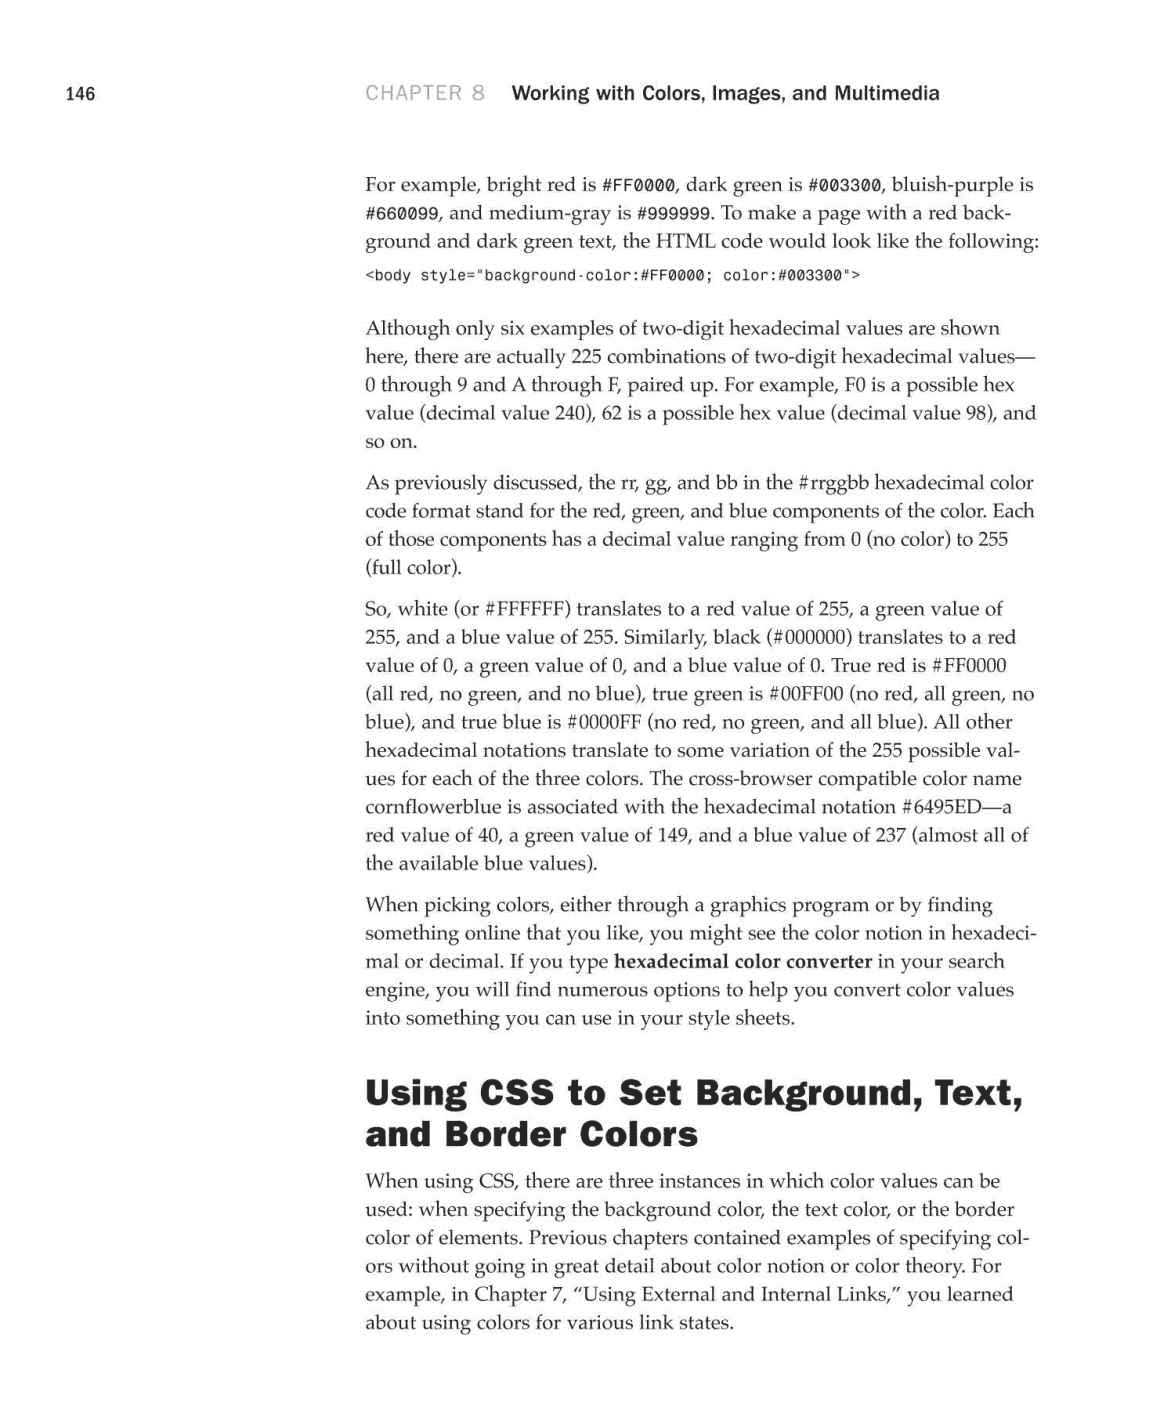 146
CHAPTER 8 Working with Colors, Images, and Multimedia
For example, bright red is #FF0000, dark green is #003300, bluish-purple is
#660099, and medium-gray is #999999. To make a page with a red back-
ground and dark green text, the HTML code would look like the following:
<body style="background-color:#FF0000; color:#003300">
Although only six examples of two-digit hexadecimal values are shown
here, there are actually 225 combinations of two-digit hexadecimal values—
0 through 9 and A through F, paired up. For example, F0 is a possible hex
value (decimal value 240), 62 is a possible hex value (decimal value 98), and
so on.
As previously discussed, the rr, gg, and bb in the #rrggbb hexadecimal color
code format stand for the red, green, and blue components of the color. Each
of those components has a decimal value ranging from 0 (no color) to 255
(full color).
So, white (or #FFFFFF) translates to a red value of 255, a green value of
255, and a blue value of 255. Similarly, black (#000000) translates to a red
value of 0, a green value of 0, and a blue value of 0. True red is #FF0000
(all red, no green, and no blue), true green is #00FF00 (no red, all green, no
blue), and true blue is #0000FF (no red, no green, and all blue). All other
hexadecimal notations translate to some variation of the 255 possible val-
ues for each of the three colors. The cross-browser compatible color name
cornflowerblue is associated with the hexadecimal notation #6495ED—a
red value of 40, a green value of 149, and a blue value of 237 (almost all of
the available blue values).
When picking colors, either through a graphics program or by finding
something online that you like, you might see the color notion in hexadeci-
mal or decimal. If you type hexadecimal color converter in your search
engine, you will find numerous options to help you convert color values
into something you can use in your style sheets.
Using CSS to Set Background, Text,
and Border Colors
When using CSS, there are three instances in which color values can be
used: when specifying the background color, the text color, or the border
color of elements. Previous chapters contained examples of specifying col-
ors without going in great detail about color notion or color theory. For
example, in Chapter 7, “Using External and Internal Links,” you learned
about using colors for various link states.